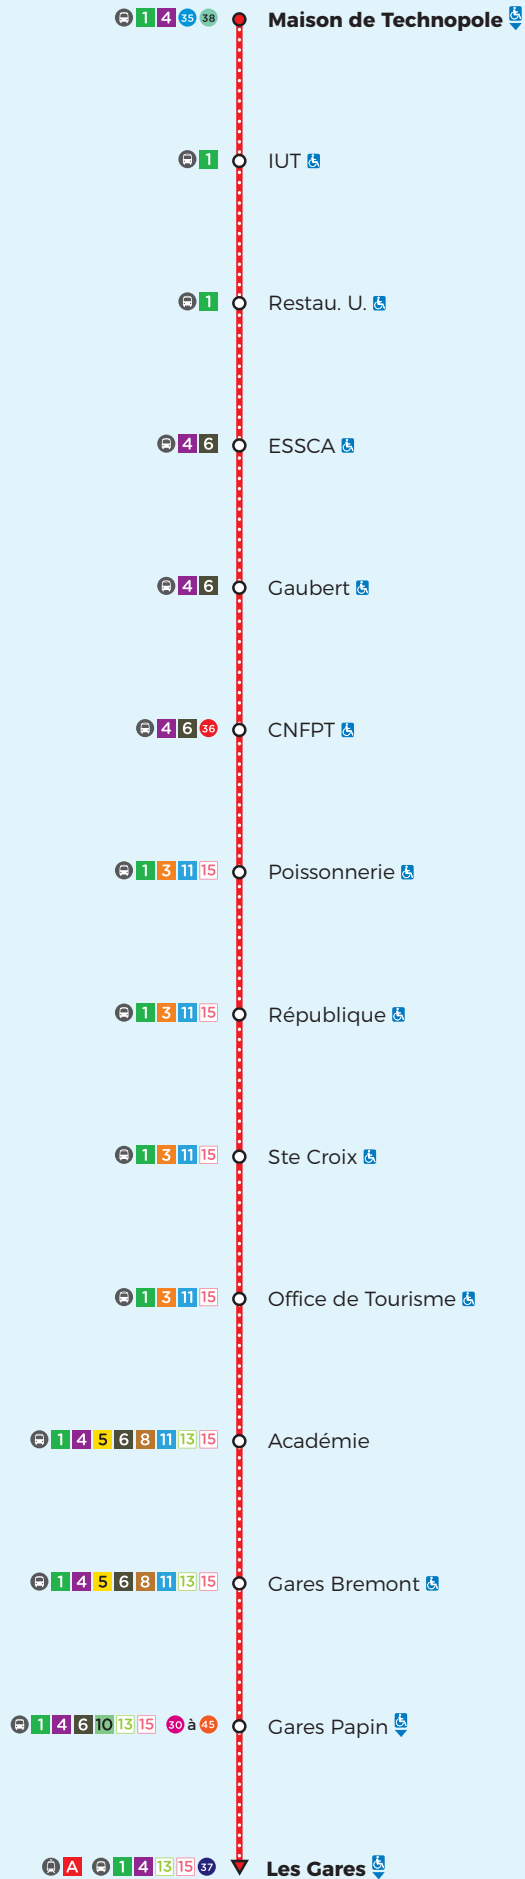 1 4 35 38 Maison de Technopole
1 IUT
1 Restau. U.
4 6 ESSCA
4 6 Gaubert
4 6 36 CNFPT
1 3 11 15 Poissonnerie
1 3 11 15 République
1 3 11 15 Ste Croix
1 3 11 15 Office de Tourisme
1 4 5 6 8 11 13 15 Académie
1 4 5 6 8 11 13 15 Gares Bremont
1 4 6 10 13 15 30 à 45 Gares Papin
A 1 4 13 15 37 Les Gares